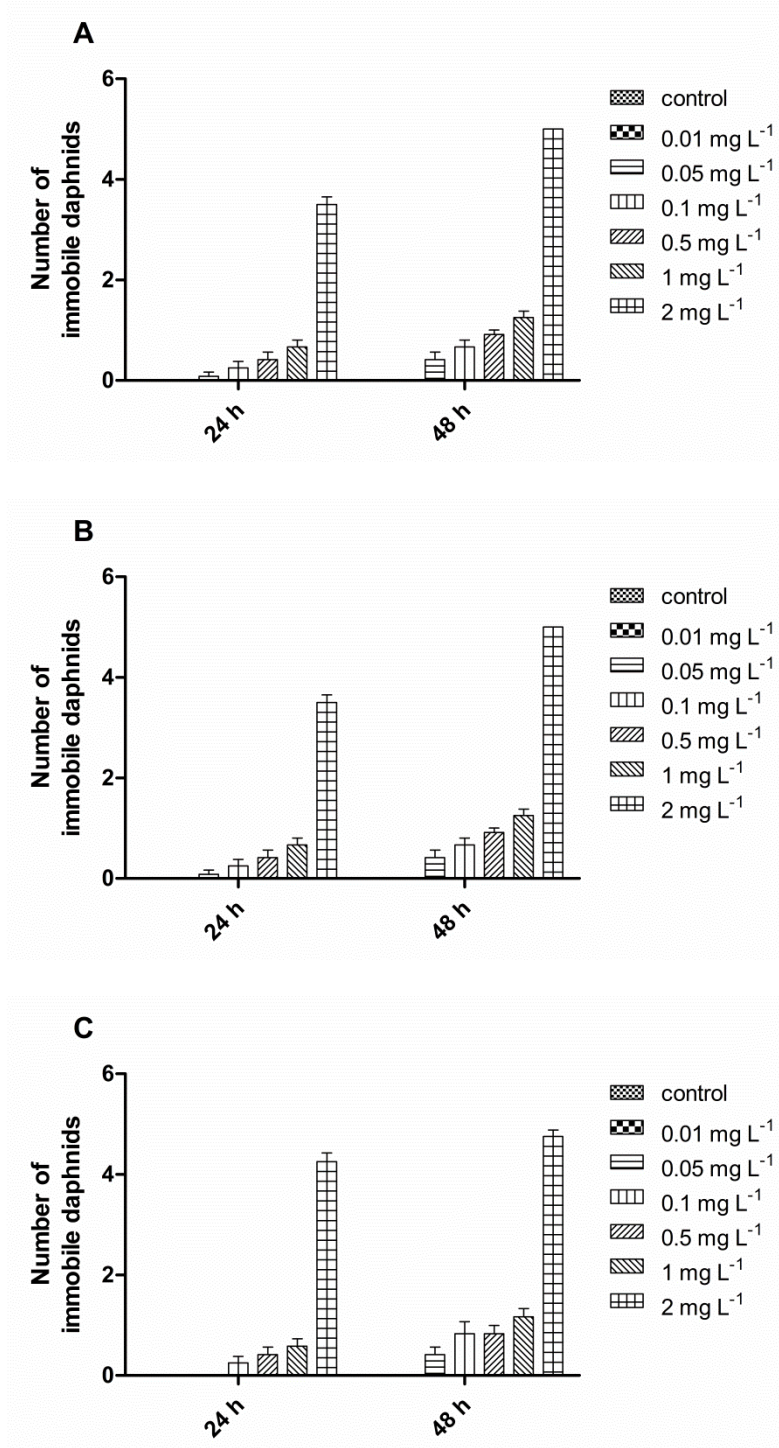 A
Number of
immobile daphnids
6
4
2
0
24 h
48 h
control
0.01 mg L⁻¹
0.05 mg L⁻¹
0.1 mg L⁻¹
0.5 mg L⁻¹
1 mg L⁻¹
2 mg L⁻¹
B
Number of
immobile daphnids
6
4
2
0
24 h
48 h
control
0.01 mg L⁻¹
0.05 mg L⁻¹
0.1 mg L⁻¹
0.5 mg L⁻¹
1 mg L⁻¹
2 mg L⁻¹
C
Number of
immobile daphnids
6
4
2
0
24 h
48 h
control
0.01 mg L⁻¹
0.05 mg L⁻¹
0.1 mg L⁻¹
0.5 mg L⁻¹
1 mg L⁻¹
2 mg L⁻¹